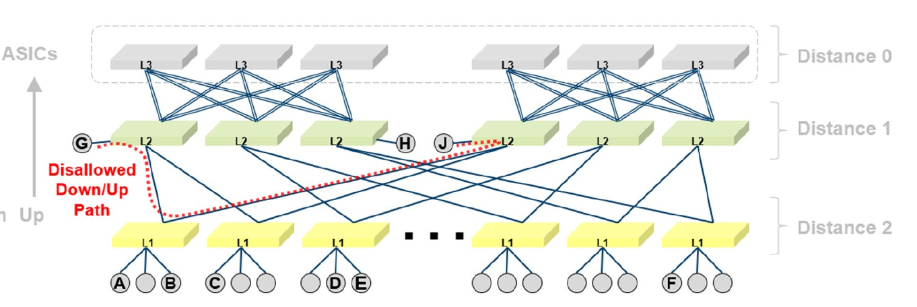 ASICs
L3 L3 L3 L3 L3 L3
Distance 0
G L2 L2 L2 H J L2 L2 L2
Distance 1
Disallowed
Down/Up
Path
Up
L1 L1 L1 L1 L1 L1
Distance 2
A B C D E F